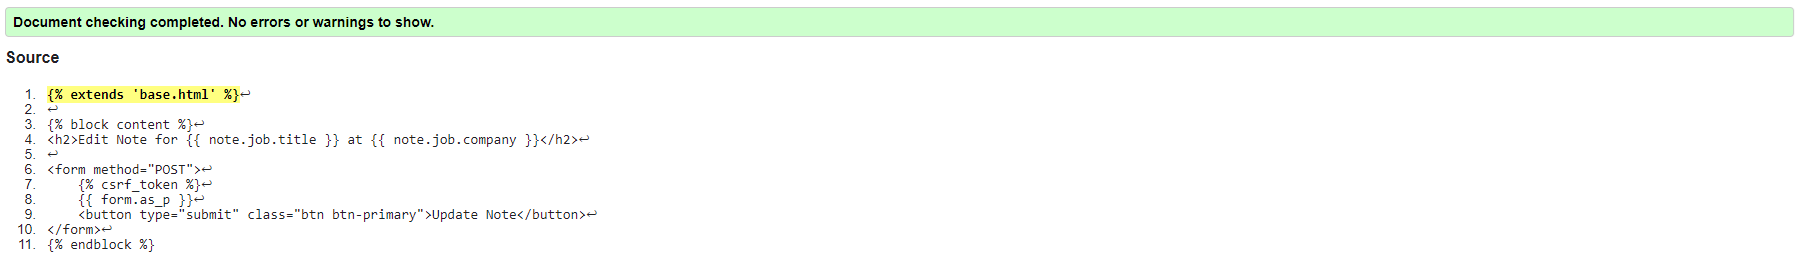 Document checking completed. No errors or warnings to show.
Source
1. {% extends 'base.html' %}↩
2. ↩
3. {% block content %}↩
4. <h2>Edit Note for {{ note.job.title }} at {{ note.job.company }}</h2>↩
5. ↩
6. <form method="POST">↩
7.     {% csrf_token %}↩
8.     {{ form.as_p }}↩
9.     <button type="submit" class="btn btn-primary">Update Note</button>↩
10. </form>↩
11. {% endblock %}